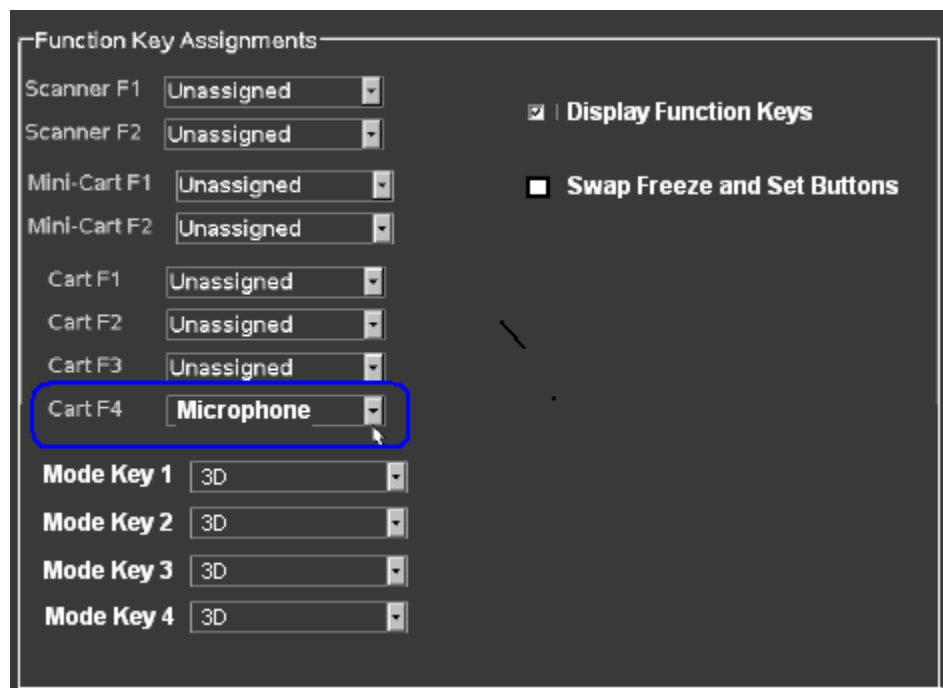 Function Key Assignments
Scanner F1 Unassigned
Scanner F2 Unassigned
Mini-Cart F1 Unassigned
Mini-Cart F2 Unassigned
Cart F1 Unassigned
Cart F2 Unassigned
Cart F3 Unassigned
Cart F4 Microphone
Mode Key 1 3D
Mode Key 2 3D
Mode Key 3 3D
Mode Key 4 3D
Display Function Keys
Swap Freeze and Set Buttons